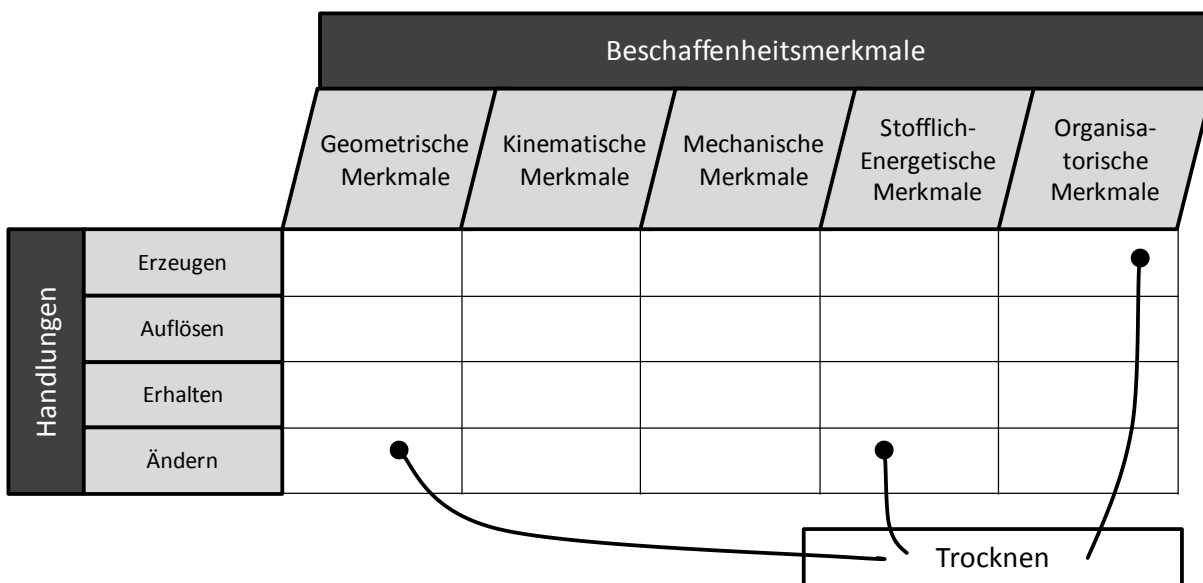 Beschaffenheitsmerkmale
Geometrische
Merkmale
Kinematische
Merkmale
Mechanische
Merkmale
Stofflich-
Energetische
Merkmale
Organisa-
torische
Merkmale
Handlungen
Erzeugen
Auflösen
Erhalten
Ändern
Trocknen